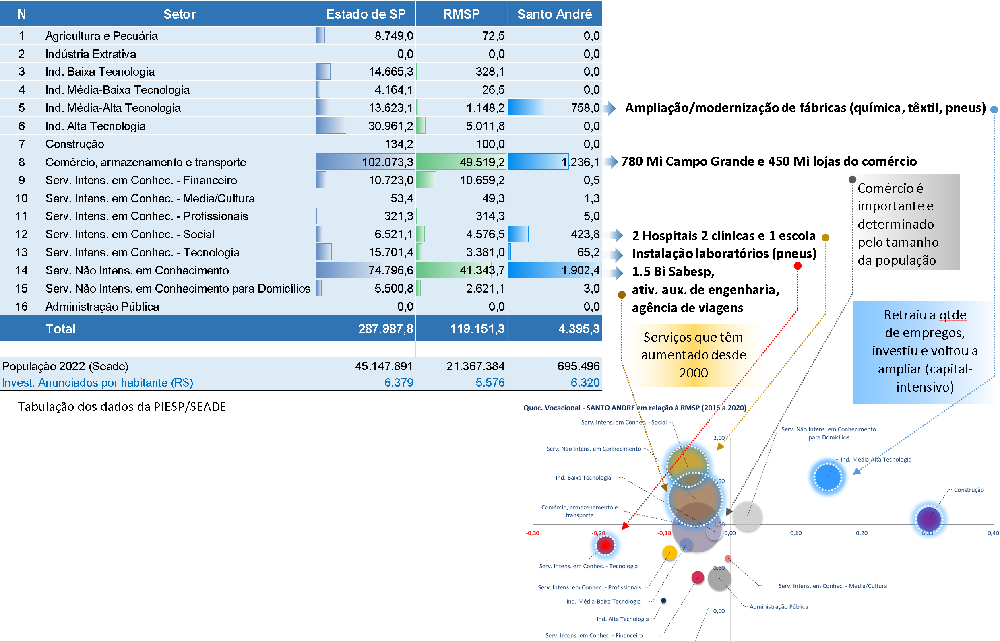 N Setor Estado de SP RMSP Santo André
1 Agricultura e Pecuária 8.749,0 72,5 0,0
2 Indústria Extrativa 0,0 0,0 0,0
3 Ind. Baixa Tecnologia 14.665,3 328,1 0,0
4 Ind. Média-Baixa Tecnologia 4.164,1 26,5 0,0
5 Ind. Média-Alta Tecnologia 13.623,1 1.148,2 758,0
Ampliação/modernização de fábricas (química, têxtil, pneus)
6 Ind. Alta Tecnologia 30.961,2 5.011,8 0,0
7 Construção 134,2 100,0 0,0
8 Comércio, armazenamento e transporte 102.073,3 49.519,2 1.236,1
780 Mi Campo Grande e 450 Mi lojas do comércio
9 Serv. Intens. em Conhec. - Financeiro 10.723,0 10.659,2 0,5
10 Serv. Intens. em Conhec. - Media/Cultura 53,4 49,3 1,3
11 Serv. Intens. em Conhec. - Profissionais 321,3 314,3 5,0
12 Serv. Intens. em Conhec. - Social 6.521,1 4.576,5 423,8
2 Hospitais 2 clinicas e 1 escola
13 Serv. Intens. em Conhec. - Tecnologia 15.701,4 3.381,0 65,2
Instalação laboratórios (pneus)
14 Serv. Não Intens. em Conhecimento 74.796,6 41.343,7 1.902,4
1.5 Bi Sabesp,
ativ. aux. de engenharia,
agência de viagens
15 Serv. Não Intens. em Conhecimento para Domicílios 5.500,8 2.621,1 3,0
16 Administração Pública 0,0 0,0 0,0
Total 287.987,8 119.151,3 4.395,3
População 2022 (Seade) 45.147.891 21.367.384 695.496
Invest. Anunciados por habitante (R$) 6.379 5.576 6.320
Tabulação dos dados da PIESP/SEADE
Comércio é
importante e
determinado
pelo tamanho
da população
Serviços que têm
aumentado desde
2000
Retraiu a qtde
de empregos,
investiu e voltou a
ampliar (capital-
intensivo)
Quoc. Vocacional - SANTO ANDRE em relação à RMSP (2015 a 2020)
Serv. Intens. em Conhec. - Social
Serv. Não Intens. em Conhecimento
para Domicílios
2,00
Serv. Não Intens. em Conhecimento
Ind. Média-Alta Tecnologia
Ind. Baixa Tecnologia
1,50
Construção
Comércio, armazenamento e
transporte
1,00
-0,30 -0,20 -0,10 0,00 0,10 0,20 0,30 0,40
Serv. Intens. em Conhec. - Tecnologia
0,50
Serv. Intens. em Conhec. - Profissionais
Serv. Intens. em Conhec. - Media/Cultura
Ind. Média-Baixa Tecnologia
Administração Pública
0,00
Ind. Alta Tecnologia
Serv. Intens. em Conhec. - Financeiro